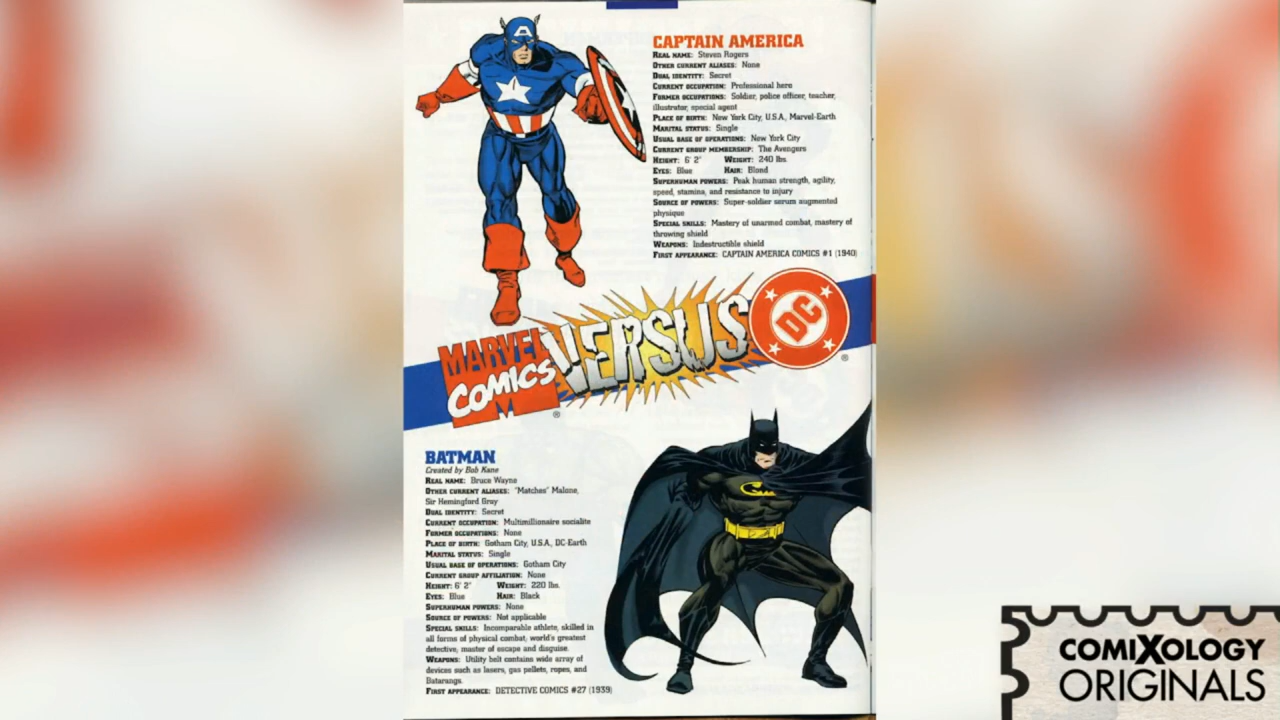 CAPTAIN AMERICA
REAL NAME: Steven Rogers
OTHER CURRENT ALIASES: None
DUAL IDENTITY: Secret
CURRENT OCCUPATION: Professional hero
FORMER OCCUPATIONS: Soldier, police officer, teacher,
illustrator, special agent
PLACE OF BIRTH: New York City, U.S.A., Marvel-Earth
MARITAL STATUS: Single
USUAL BASE OF OPERATIONS: New York City
CURRENT GROUP MEMBERSHIP: The Avengers
HEIGHT: 6' 2" WEIGHT: 240 lbs.
EYES: Blue HAIR: Blond
SUPERHUMAN POWERS: Peak human strength, agility,
speed, stamina, and resistance to injury
SOURCE OF POWERS: Super-soldier serum augmented
physique
SPECIAL SKILLS: Mastery of unarmed combat, mastery of
throwing shield
WEAPONS: Indestructible shield
FIRST APPEARANCE: CAPTAIN AMERICA COMICS #1 (1940)
MARVEL COMICS ® VERSUS DC ®
BATMAN
Created by Bob Kane
REAL NAME: Bruce Wayne
OTHER CURRENT ALIASES: "Matches" Malone,
Sir Hemingford Gray
DUAL IDENTITY: Secret
CURRENT OCCUPATION: Multimillionaire socialite
FORMER OCCUPATIONS: None
PLACE OF BIRTH: Gotham City, U.S.A., DC-Earth
MARITAL STATUS: Single
USUAL BASE OF OPERATIONS: Gotham City
CURRENT GROUP AFFILIATION: None
HEIGHT: 6' 2" WEIGHT: 220 lbs.
EYES: Blue HAIR: Black
SUPERHUMAN POWERS: None
SOURCE OF POWERS: Not applicable
SPECIAL SKILLS: Incomparable athlete, skilled in
all forms of physical combat; world's greatest
detective; master of escape and disguise.
WEAPONS: Utility belt contains wide array of
devices such as lasers, gas pellets, ropes, and
Batarangs.
FIRST APPEARANCE: DETECTIVE COMICS #27 (1939)
COMIXOLOGY
ORIGINALS